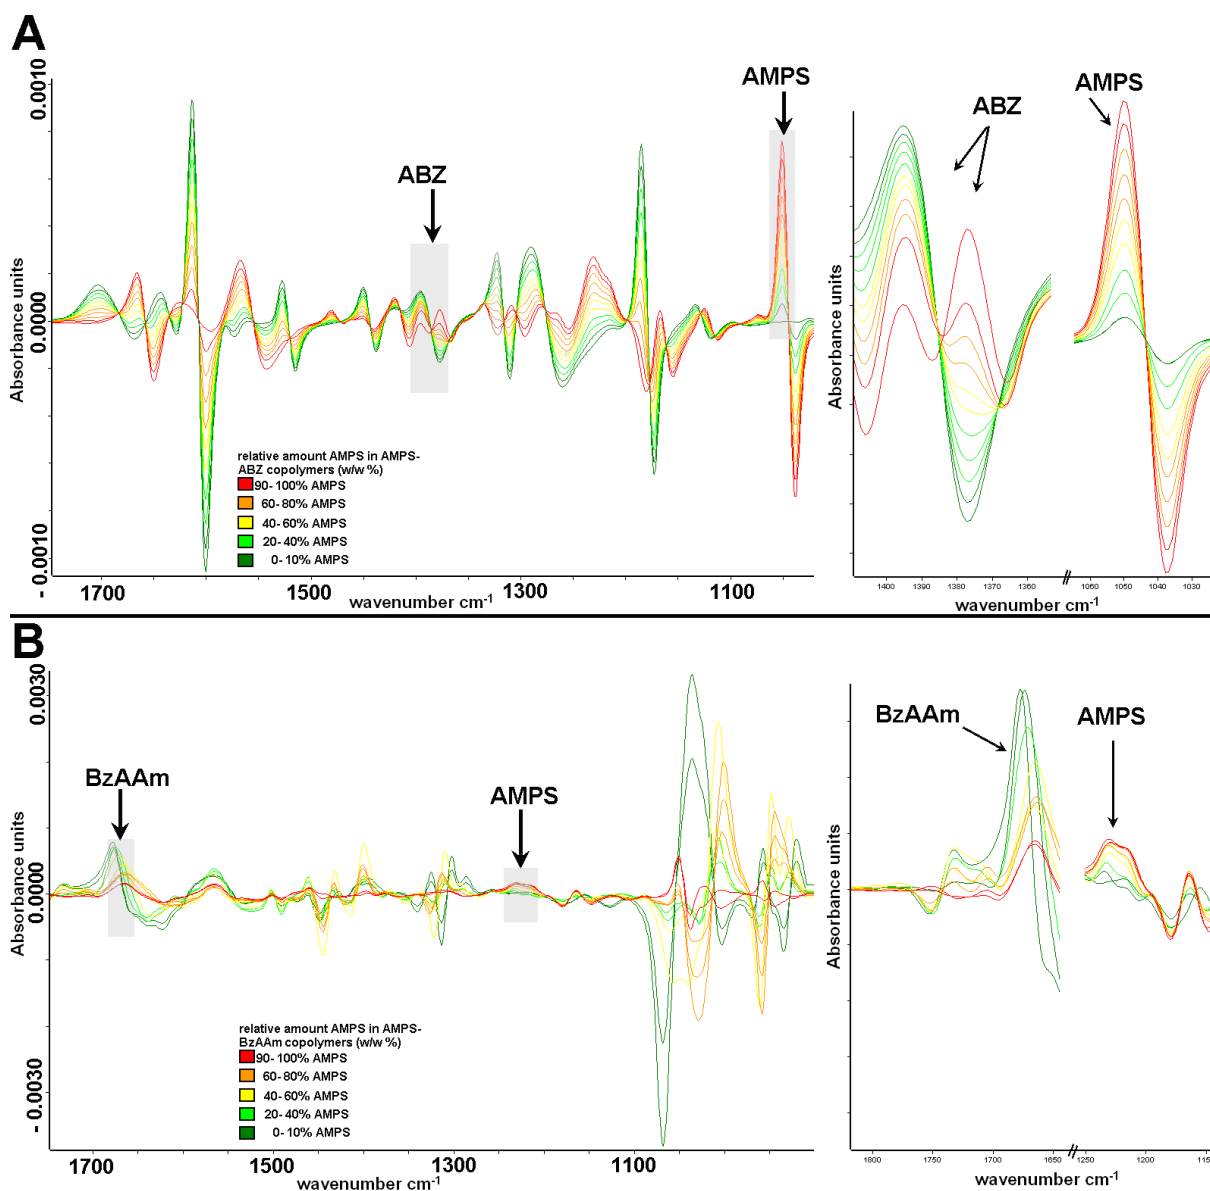 A
0.0010
0.0000
- 0.0010
Absorbance units
ABZ
AMPS
relative amount AMPS in AMPS-
ABZ copolymers (w/w %)
90-100% AMPS
60-80% AMPS
40-60% AMPS
20-40% AMPS
0-10% AMPS
1700
1500
1300
1100
wavenumber cm-1
Absorbance units
ABZ
AMPS
1400
1390
1380
1370
1360
1060
1050
1040
1030
wavenumber cm-1
B
0.0030
0.0000
- 0.0030
Absorbance units
BzAAm
AMPS
relative amount AMPS in AMPS-
BzAAm copolymers (w/w %)
90-100% AMPS
60-80% AMPS
40-60% AMPS
20-40% AMPS
0-10% AMPS
1700
1500
1300
1100
wavenumber cm-1
Absorbance units
BzAAm
AMPS
1800
1750
1700
1650
1250
1200
1150
wavenumber cm-1